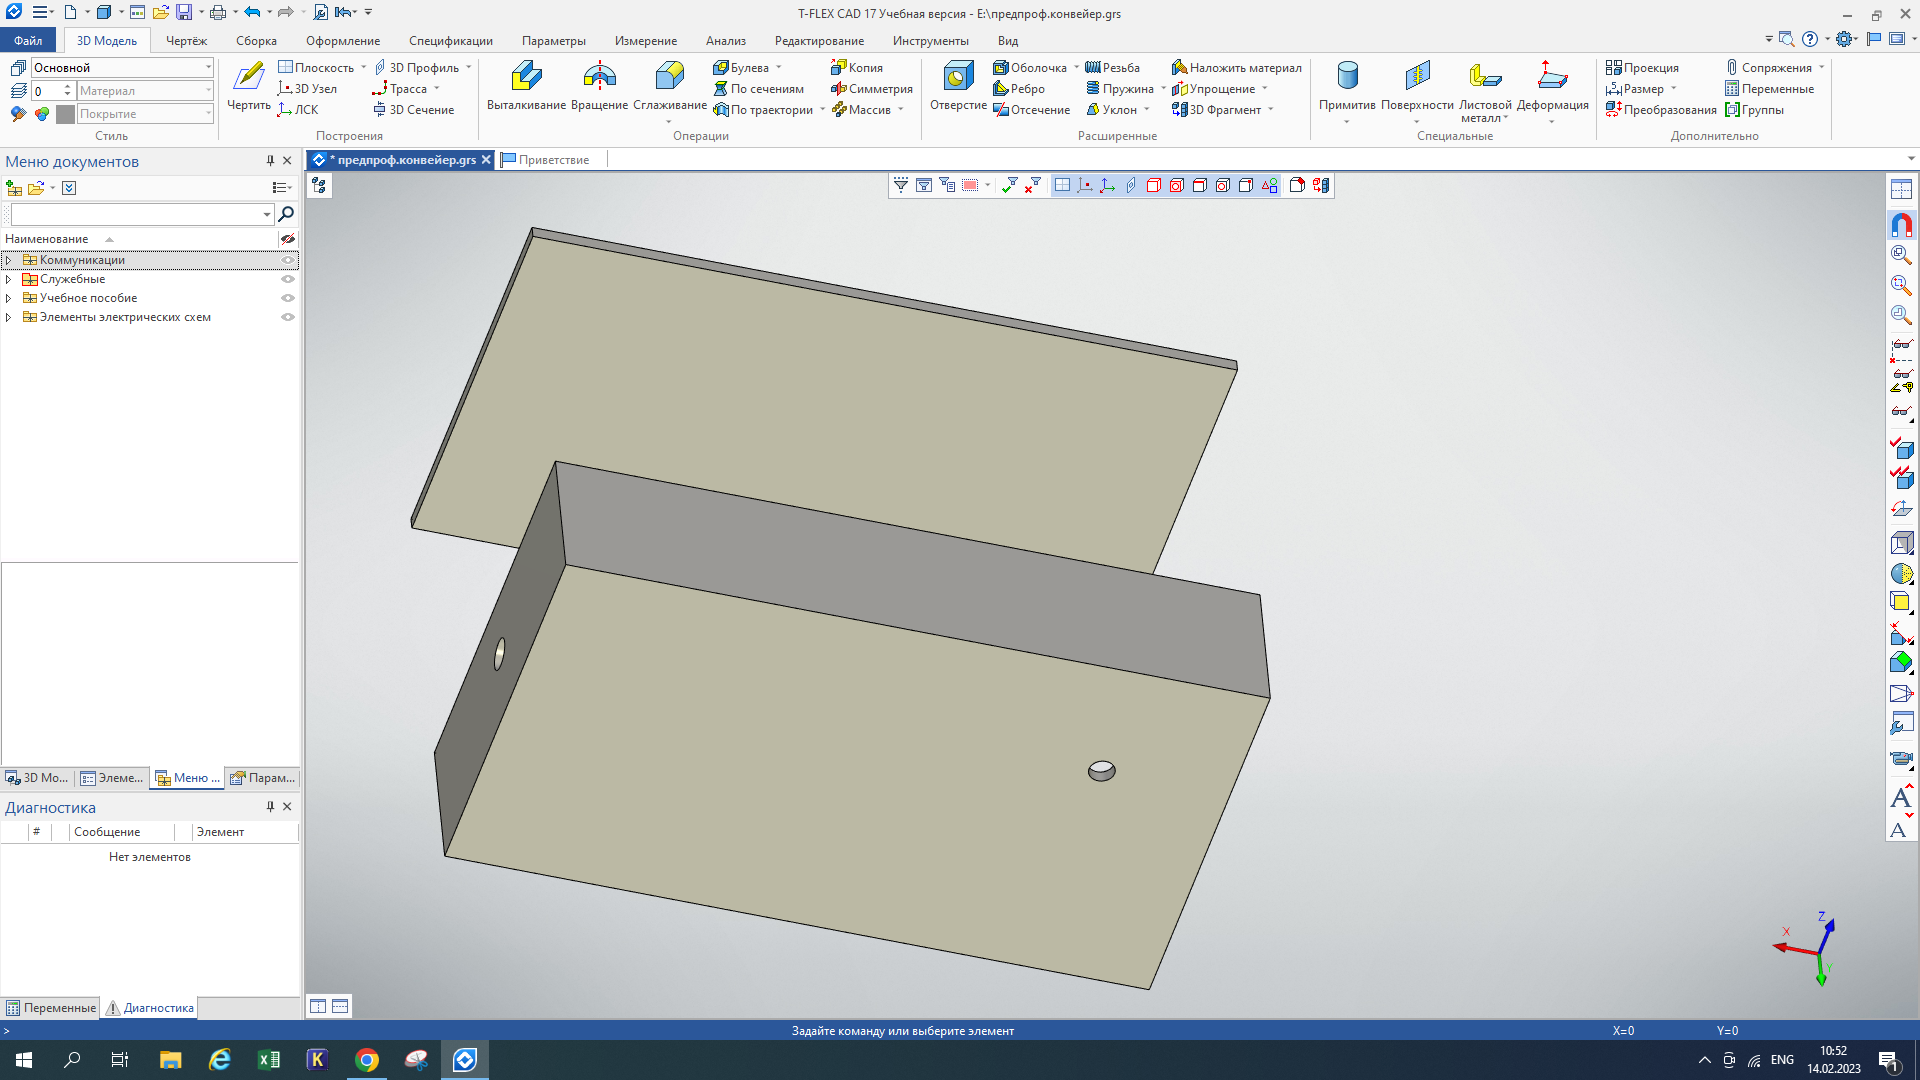 T-FLEX CAD 17 Учебная версия - E:\предпроф.конвейер.grs
Файл 3D Модель Чертёж Сборка Оформление Спецификации Параметры Измерение Анализ Редактирование Инструменты Вид
Основной
0 Материал
Покрытие
Стиль
Чертить
Плоскость
3D Узел
ЛСК
3D Профиль
Трасса
3D Сечение
Построения
Выталкивание
Вращение
Сглаживание
Булева
По сечениям
По траектории
Копия
Симметрия
Массив
Операции
Отверстие
Оболочка
Ребро
Отсечение
Резьба
Пружина
Уклон
Наложить материал
Упрощение
3D Фрагмент
Расширенные
Примитив
Поверхности
Листовой
металл
Деформация
Специальные
Проекция
Размер
Преобразования
Сопряжения
Переменные
Группы
Дополнительно
Меню документов
* предпроф.конвейер.grs
Приветствие
Наименование
Коммуникации
Служебные
Учебное пособие
Элементы электрических схем
3D Мо... Элеме... Меню ... Парам...
Диагностика
# Сообщение Элемент
Нет элементов
Переменные Диагностика
X
Z
Y
> Задайте команду или выберите элемент X=0 Y=0
ENG
10:52
14.02.2023
1